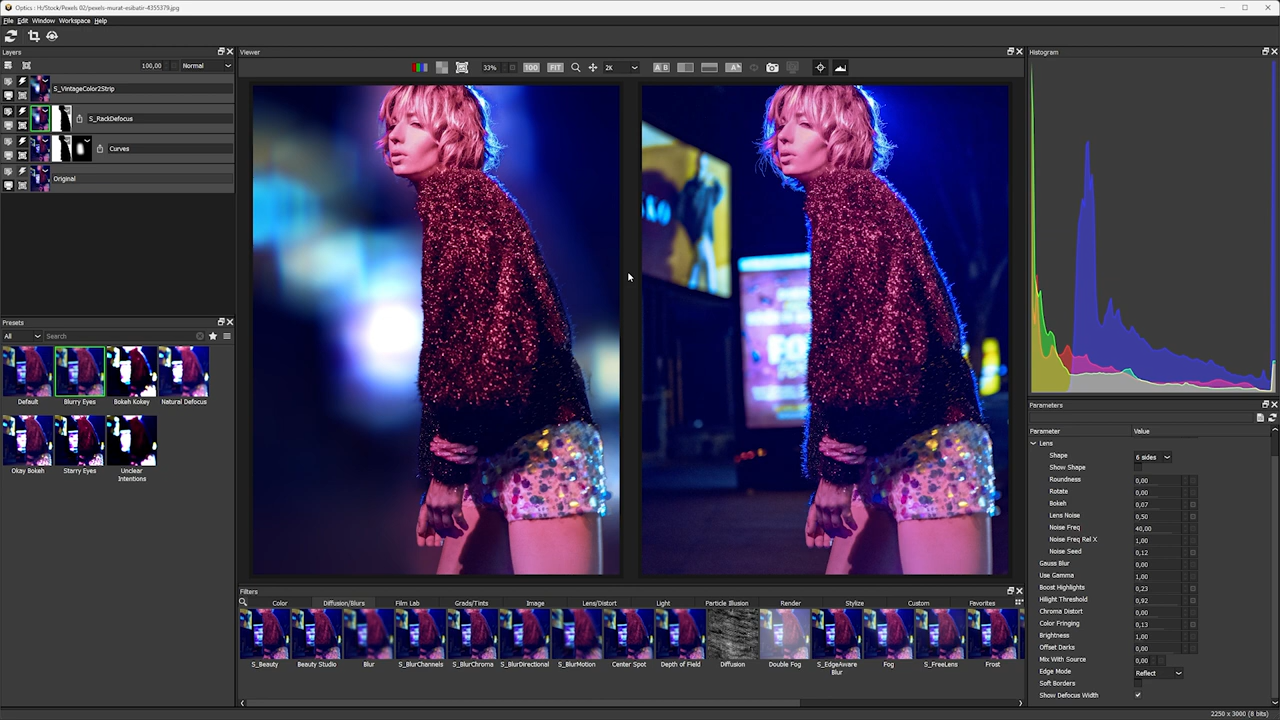 Optics : H:/Stock/Pexels 02/pexels-murat-esibatir-4355379.jpg
File Edit Window Workspace Help
Layers
100,00 Normal
S_VintageColor2Strip
S_RackDefocus
Curves
Original
Presets
All Search
Default Blurry Eyes Bokeh Kokey Natural Defocus
Okay Bokeh Starry Eyes Unclear Intentions
Viewer
33% 100 FIT 2K A B A
Filters
Color Diffusion/Blurs Film Lab Grads/Tints Image Lens/Distort Light Particle Illusion Render Stylize Custom Favorites
S_Beauty Beauty Studio Blur S_BlurChannels S_BlurChroma S_BlurDirectional S_BlurMotion Center Spot Depth of Field Diffusion Double Fog S_EdgeAware Blur Fog S_FreeLens Frost
Histogram
Parameters
Parameter Value
Lens
Shape 6 sides
Show Shape
Roundness 0,00
Rotate 0,00
Bokeh 0,07
Lens Noise 0,50
Noise Freq 40,00
Noise Freq Rel X 1,00
Noise Seed 0,12
Gauss Blur 0,00
Use Gamma 1,00
Boost Highlights 0,23
Hilight Threshold 0,92
Chroma Distort 0,00
Color Fringing 0,13
Brightness 1,00
Offset Darks 0,00
Mix With Source 0,00
Edge Mode Reflect
Soft Borders
Show Defocus Width
2250 x 3000 (8 bits)